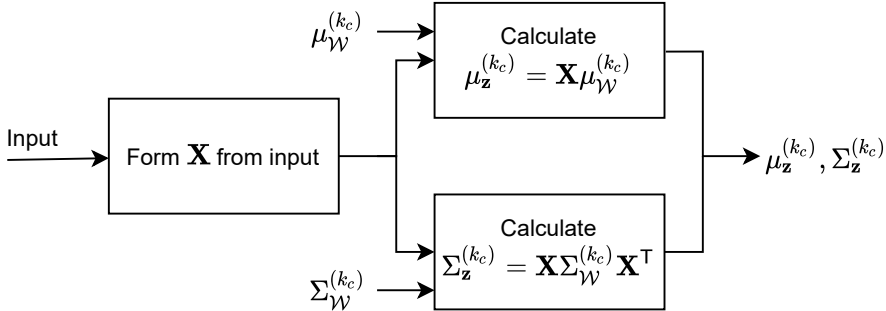 μ_𝒲^(k_c)
Calculate
μ_𝐳^(k_c) = 𝐗μ_𝒲^(k_c)
Input
Form 𝐗 from input
μ_𝐳^(k_c), Σ_𝐳^(k_c)
Calculate
Σ_𝐳^(k_c) = 𝐗Σ_𝒲^(k_c)𝐗^T
Σ_𝒲^(k_c)